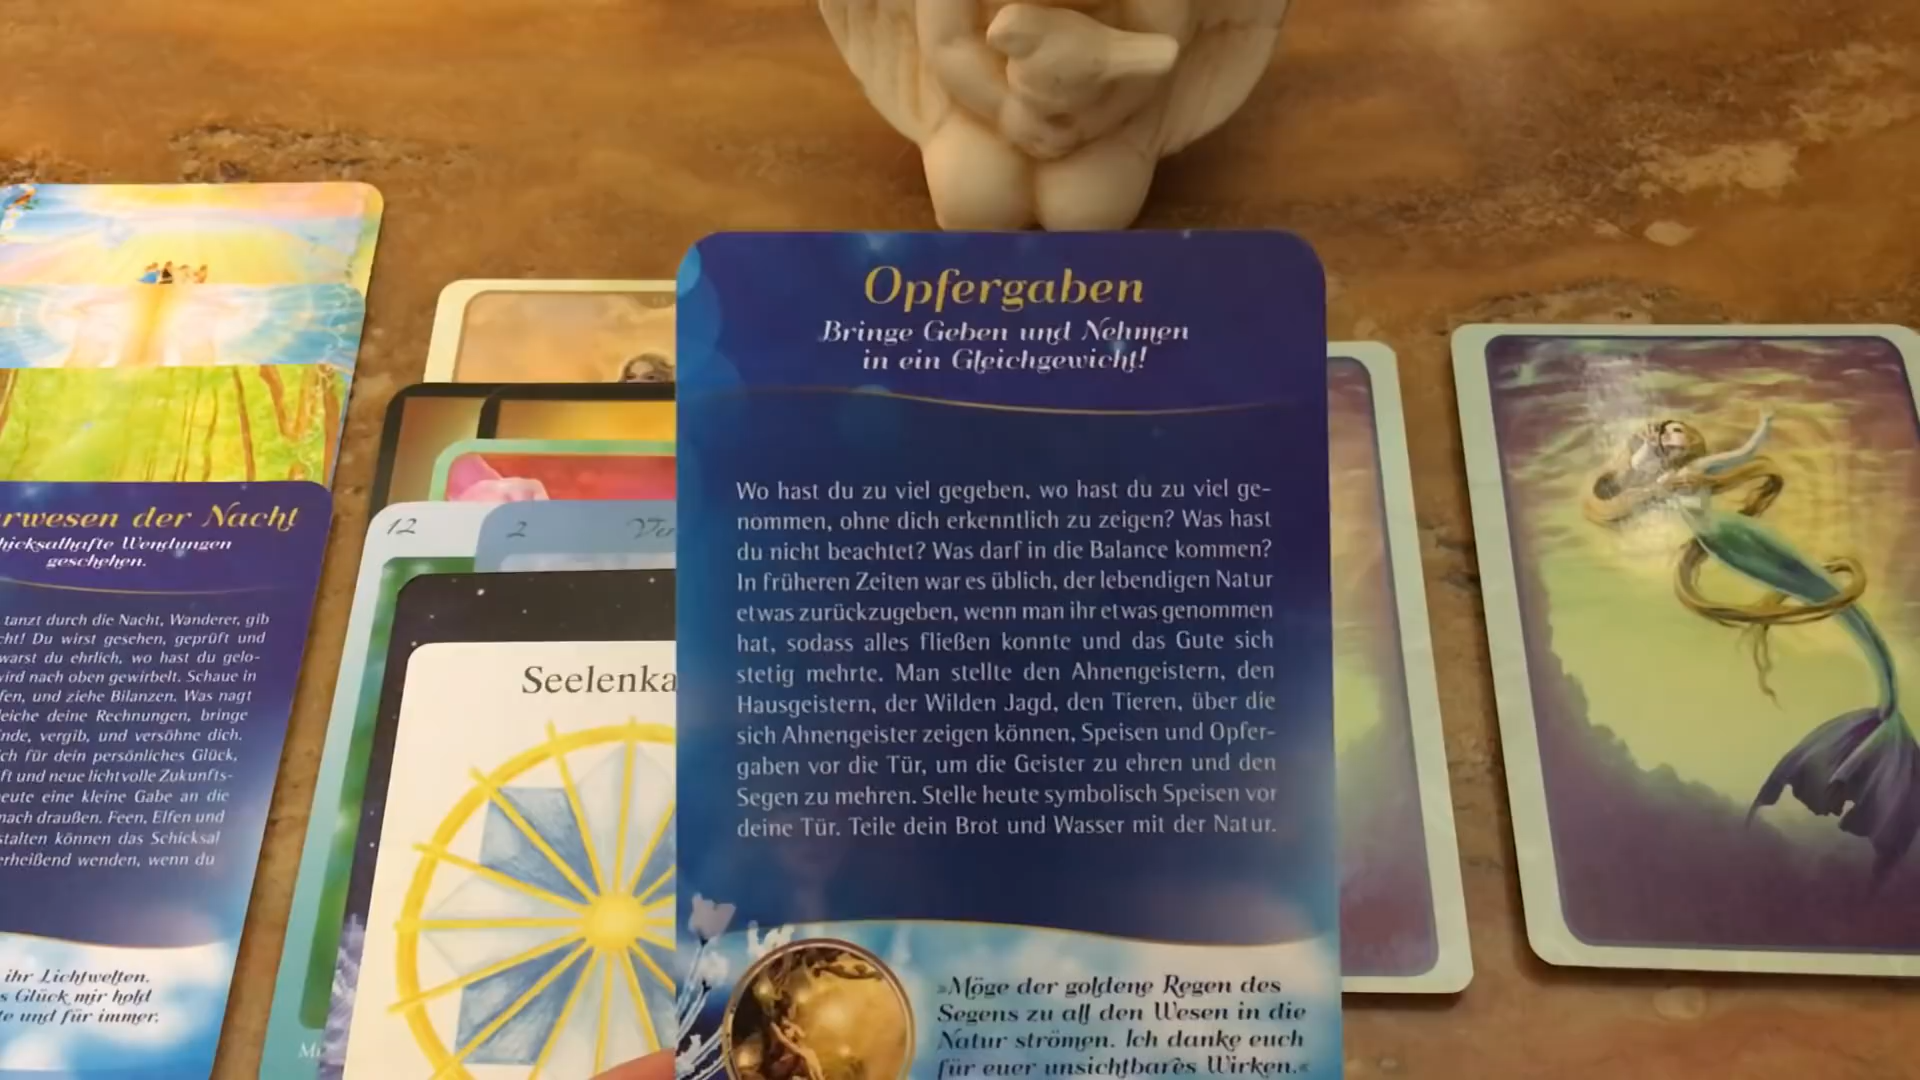 Opfergaben
Bringe Geben und Nehmen
in ein Gleichgewicht!
Wo hast du zu viel gegeben, wo hast du zu viel ge-
nommen, ohne dich erkenntlich zu zeigen? Was hast
du nicht beachtet? Was darf in die Balance kommen?
In früheren Zeiten war es üblich, der lebendigen Natur
etwas zurückzugeben, wenn man ihr etwas genommen
hat, sodass alles fließen konnte und das Gute sich
stetig mehrte. Man stellte den Ahnengeistern, den
Hausgeistern, der Wilden Jagd, den Tieren, über die
sich Ahnengeister zeigen können, Speisen und Opfer-
gaben vor die Tür, um die Geister zu ehren und den
Segen zu mehren. Stelle heute symbolisch Speisen vor
deine Tür. Teile dein Brot und Wasser mit der Natur.
»Möge der goldene Regen des
Segens zu all den Wesen in die
Natur strömen. Ich danke euch
für euer unsichtbares Wirken.«
rwesen der Nacht
hicksalhafte Wendungen
geschehen.
tanzt durch die Nacht, Wanderer, gib
cht! Du wirst gesehen, geprüft und
warst du ehrlich, wo hast du gelo-
wird nach oben gewirbelt. Schaue in
fen, und ziehe Bilanzen. Was nagt
leiche deine Rechnungen, bringe
nde, vergib, und versöhne dich.
ich für dein persönliches Glück,
ft und neue lichtvolle Zukunfts-
eute eine kleine Gabe an die
nach draußen. Feen, Elfen und
stalten können das Schicksal
erheißend wenden, wenn du
ihr Lichtwelten.
s Glück mir hold
te und für immer.
12
2 Ver
Seelenka